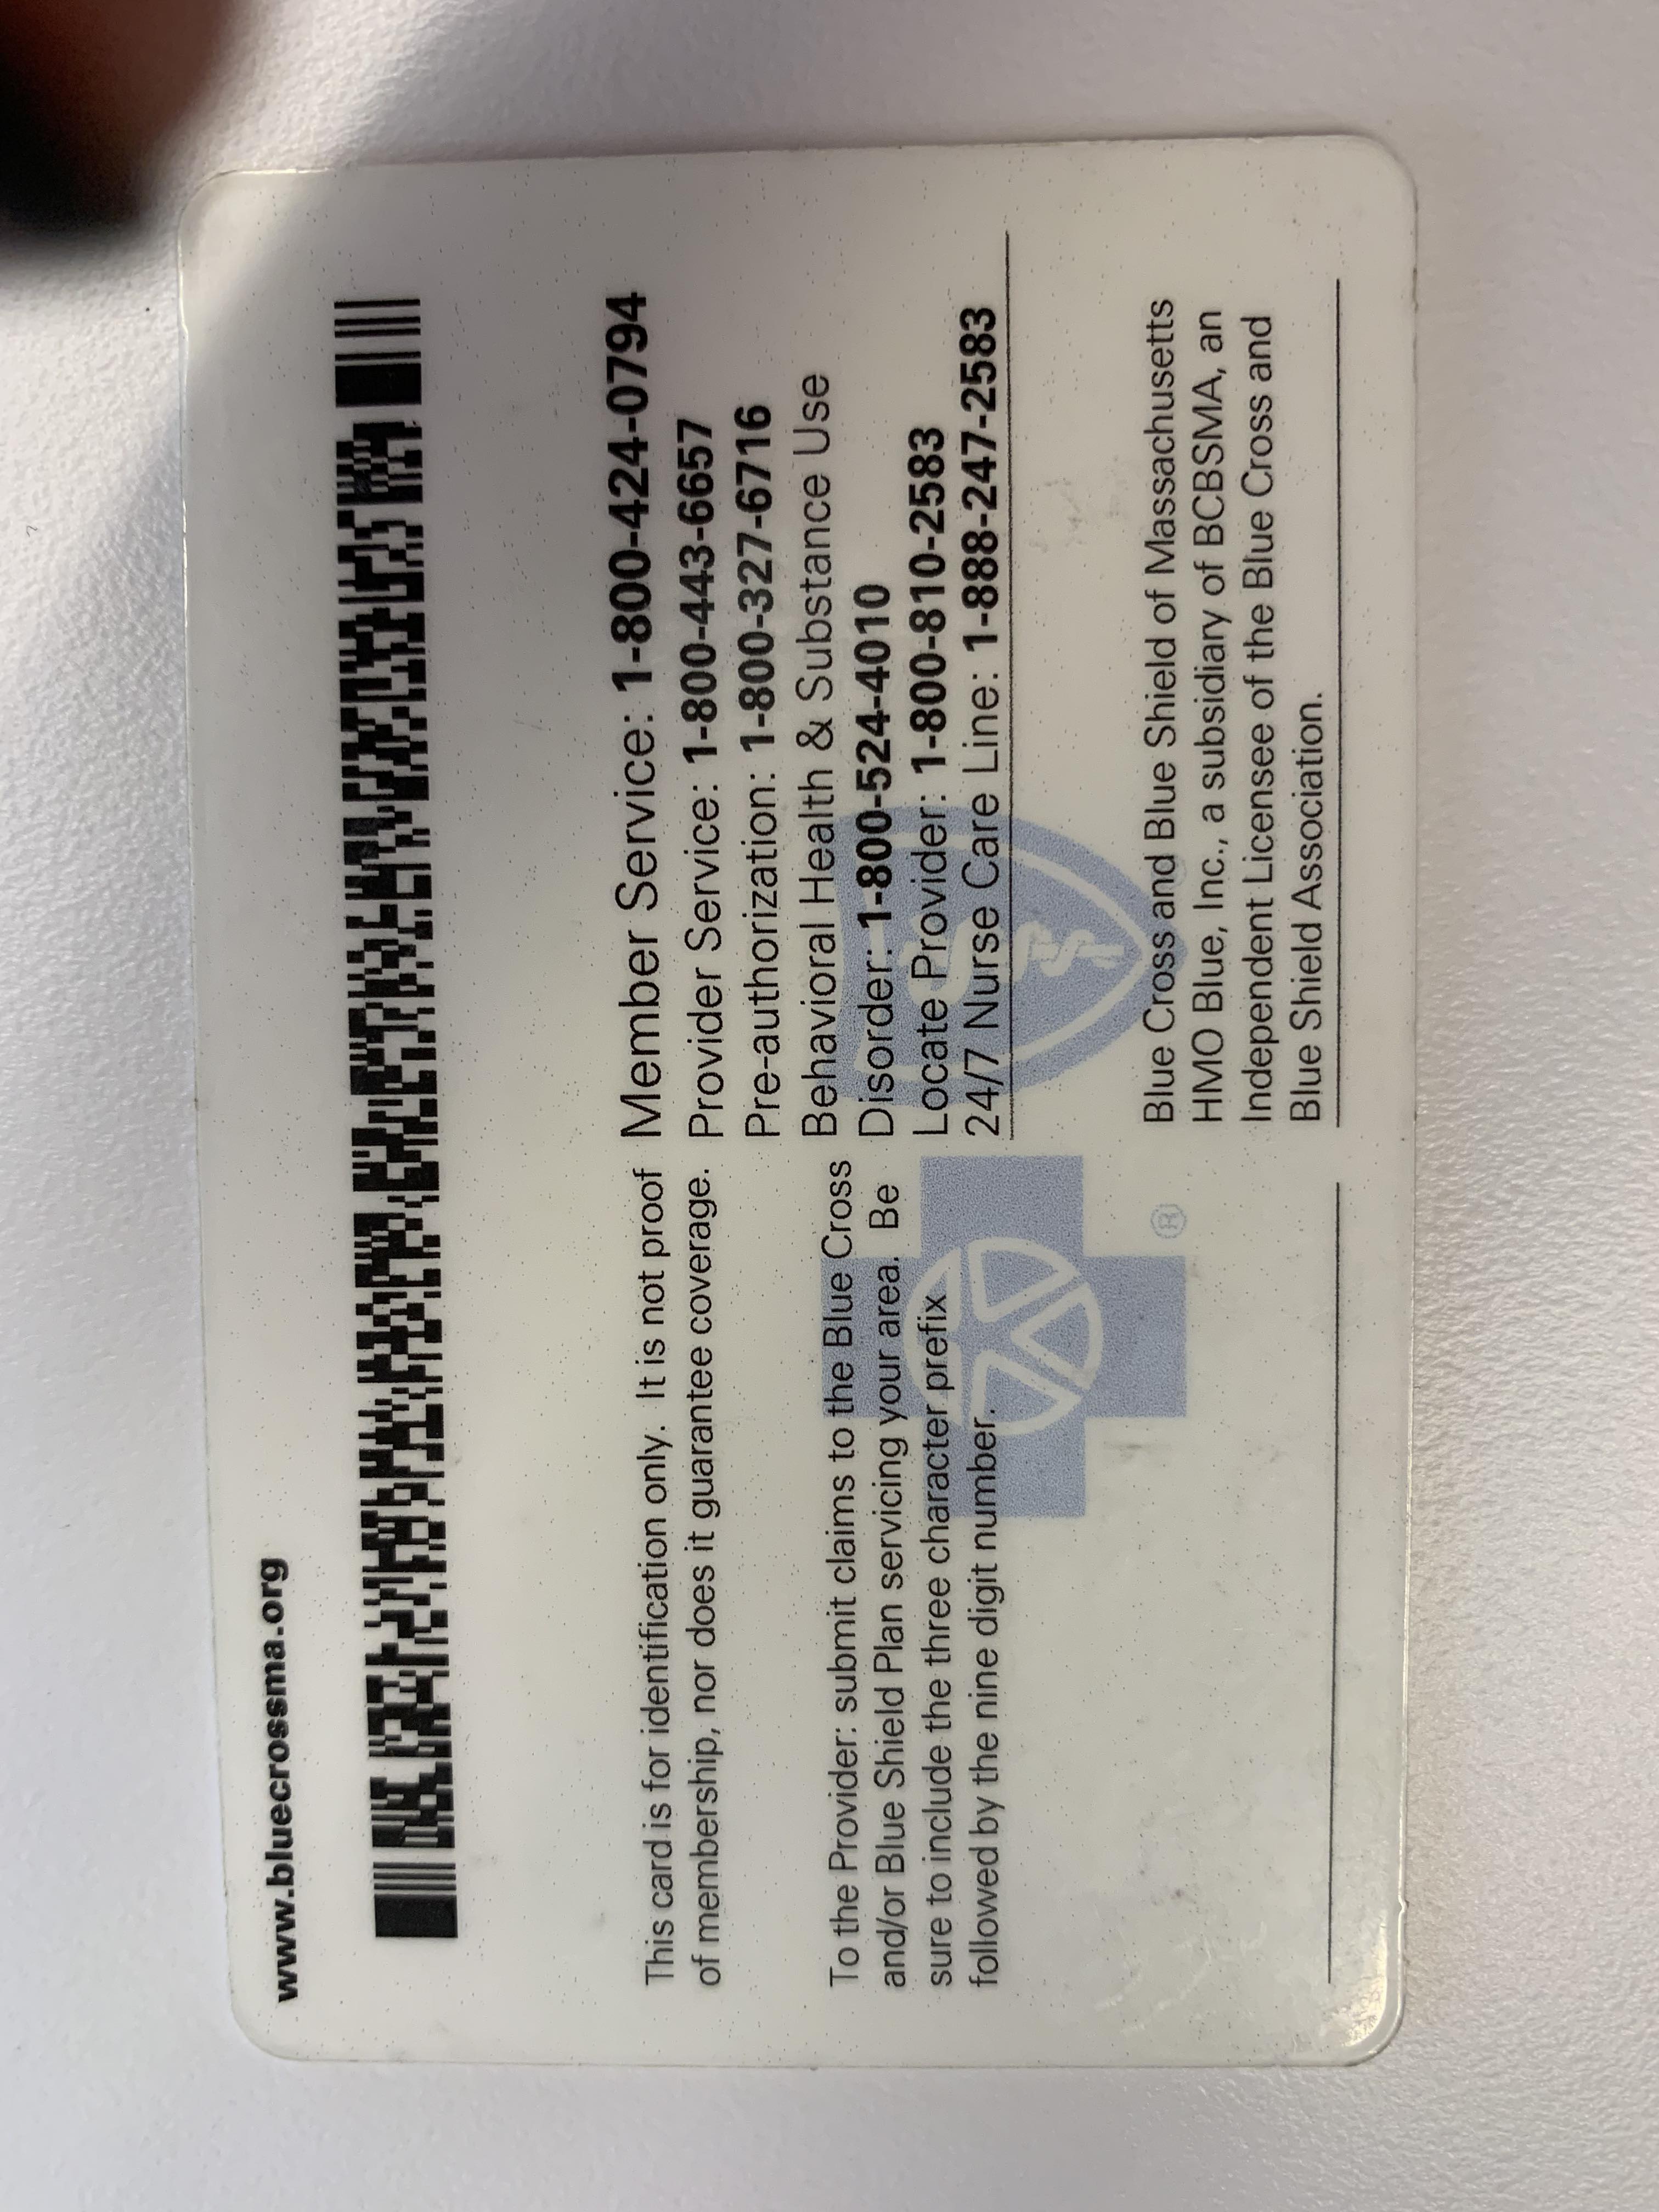 www.bluecrossma.org
This card is for identification only. It is not proof
of membership, nor does it guarantee coverage.
To the Provider: submit claims to the Blue Cross
and/or Blue Shield Plan servicing your area. Be
sure to include the three character prefix
followed by the nine digit number.
Member Service: 1-800-424-0794
Provider Service: 1-800-443-6657
Pre-authorization: 1-800-327-6716
Behavioral Health & Substance Use
Disorder: 1-800-524-4010
Locate Provider: 1-800-810-2583
24/7 Nurse Care Line: 1-888-247-2583
®
Blue Cross and Blue Shield of Massachusetts
HMO Blue, Inc., a subsidiary of BCBSMA, an
Independent Licensee of the Blue Cross and
Blue Shield Association.